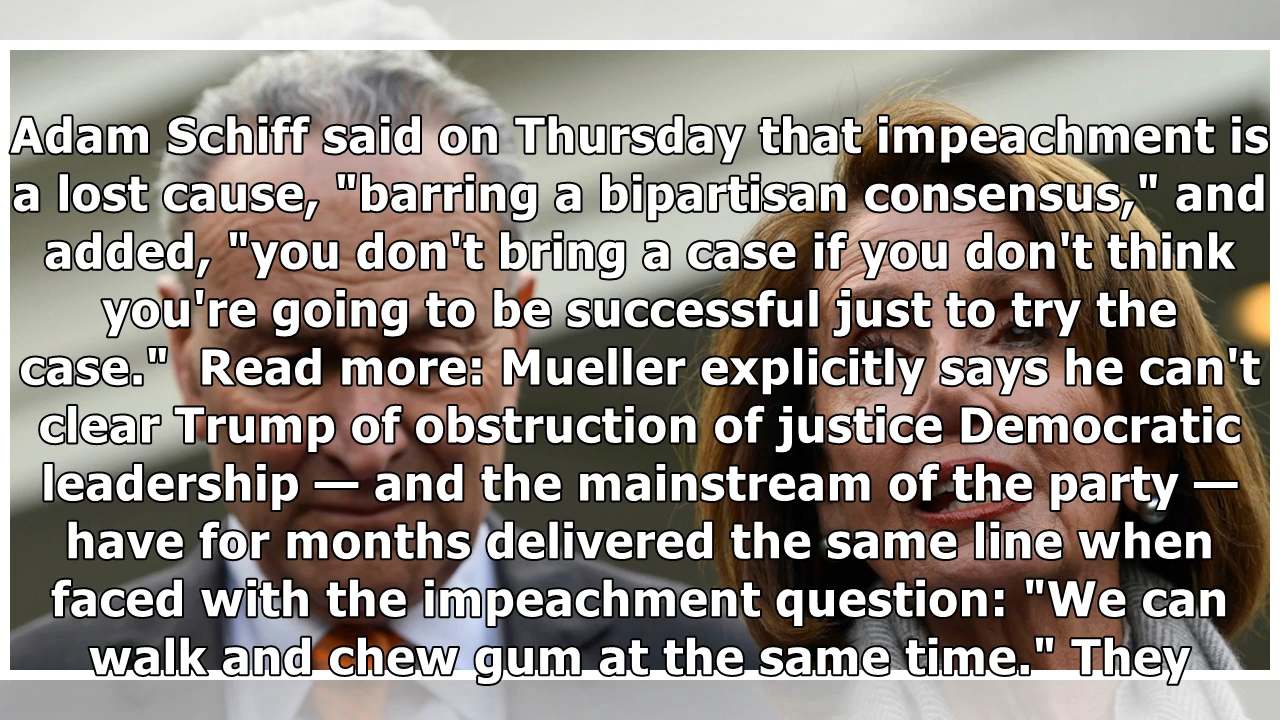 Adam Schiff said on Thursday that impeachment is
a lost cause, "barring a bipartisan consensus," and
added, "you don't bring a case if you don't think
you're going to be successful just to try the
case."  Read more: Mueller explicitly says he can't
clear Trump of obstruction of justice Democratic
leadership — and the mainstream of the party —
have for months delivered the same line when
faced with the impeachment question: "We can
walk and chew gum at the same time." They